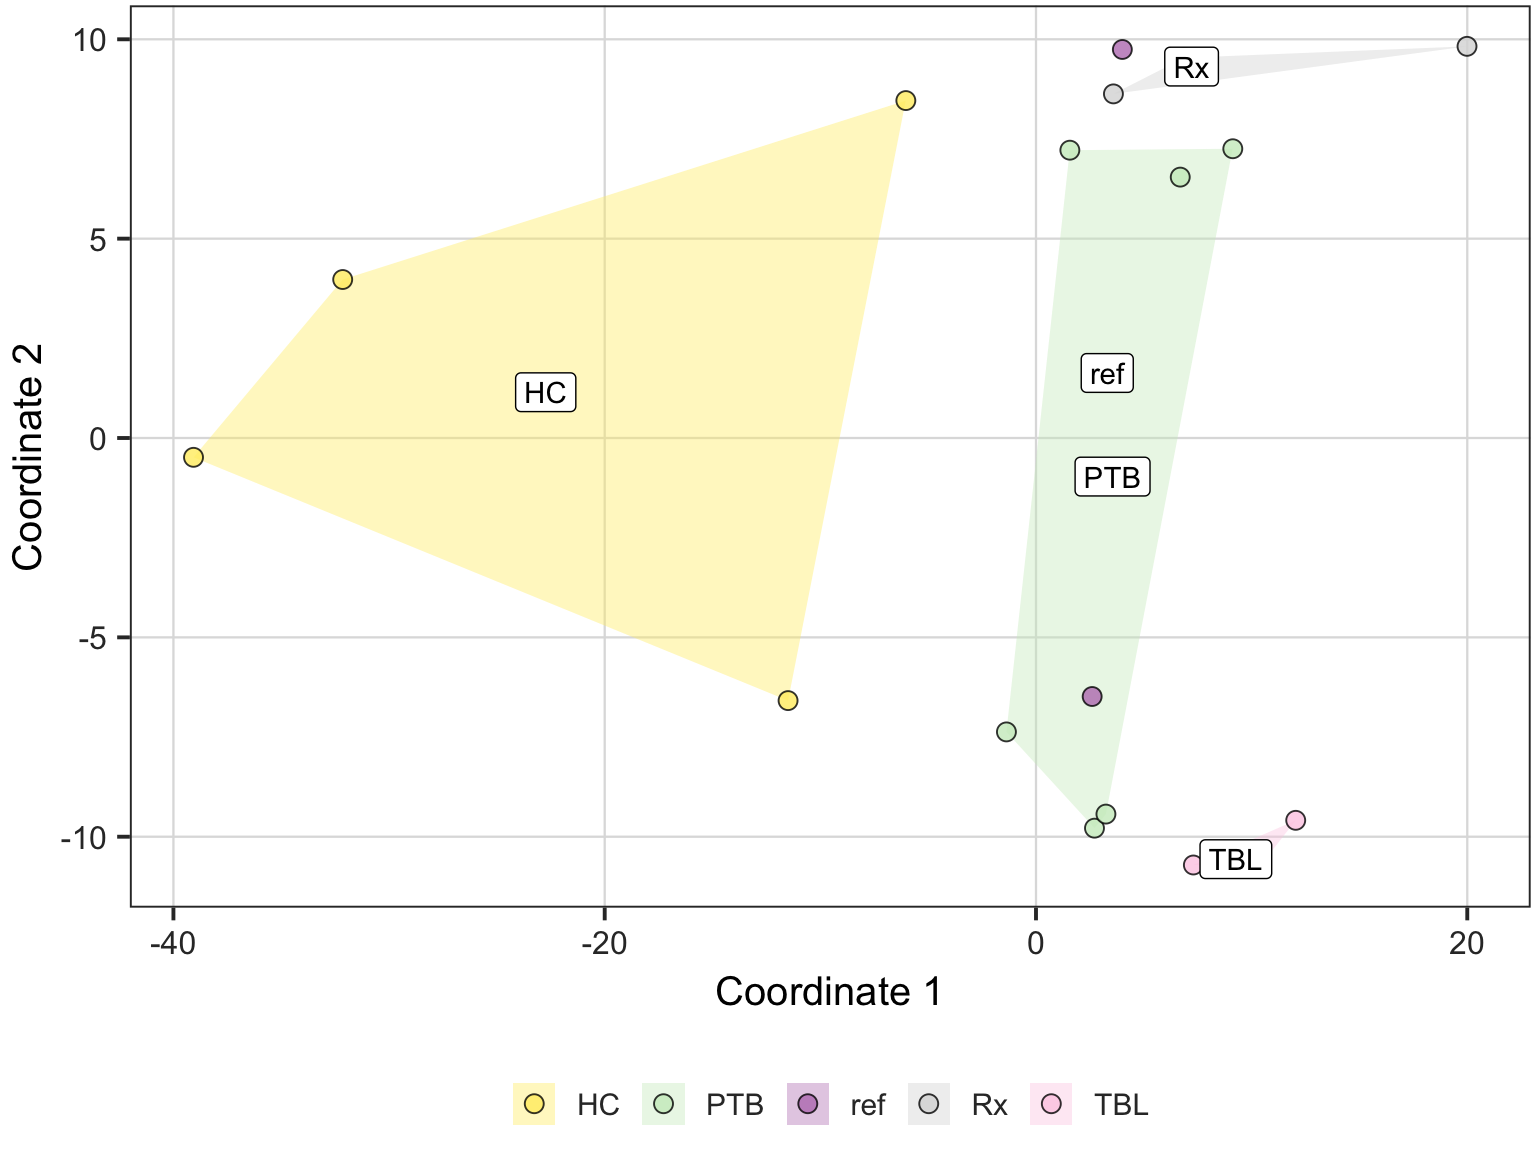 10
5
0
-5
-10
Coordinate 2
Rx
HC
ref
PTB
TBL
-40 -20 0 20
Coordinate 1
HC PTB ref Rx TBL